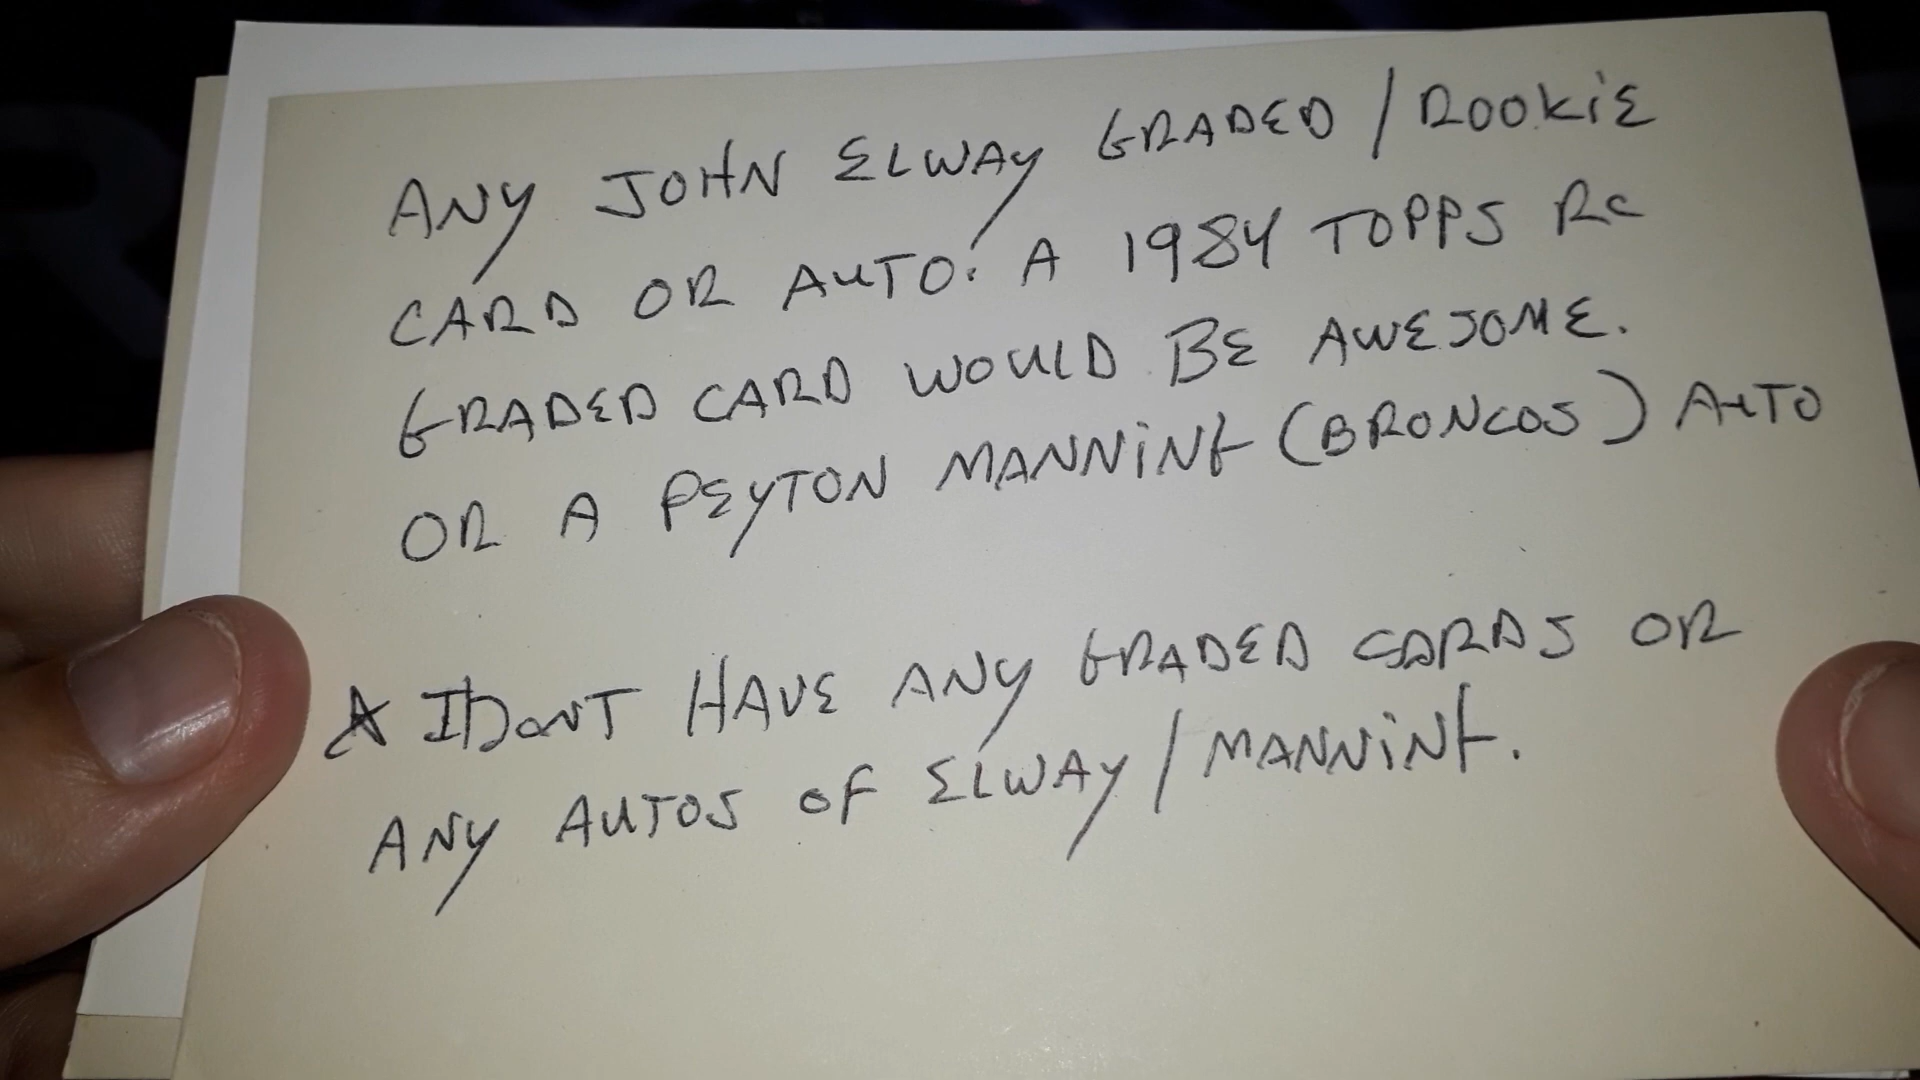 ANY JOHN ELWAY GRADED / ROOKiE
CARD OR AUTO. A 1984 TOPPS RC
GRADED CARD WOULD BE AWESOME.
OR A PEYTON MANNiNG (BRONCOS) AUTO
★ I DONT HAVE ANY GRADED CARDS OR
ANY AUTOS OF ELWAY / MANNiNG.